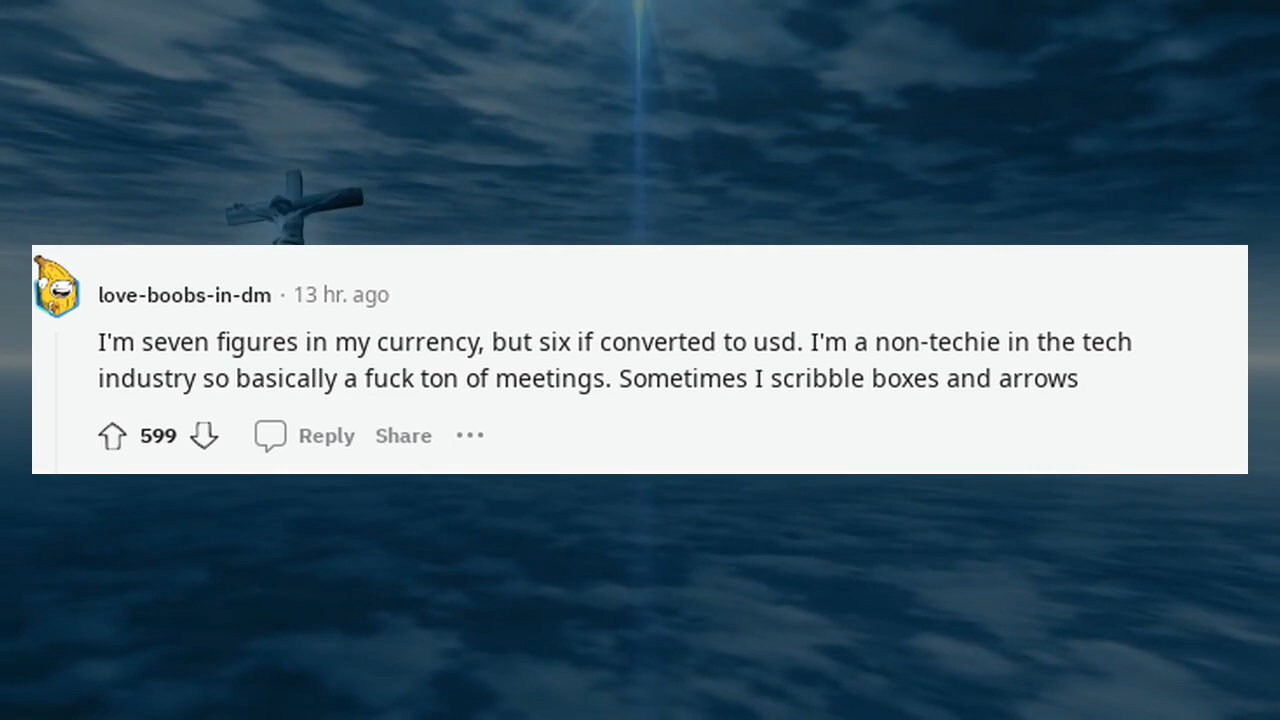 love-boobs-in-dm · 13 hr. ago
I'm seven figures in my currency, but six if converted to usd. I'm a non-techie in the tech
industry so basically a fuck ton of meetings. Sometimes I scribble boxes and arrows
599 Reply Share ···